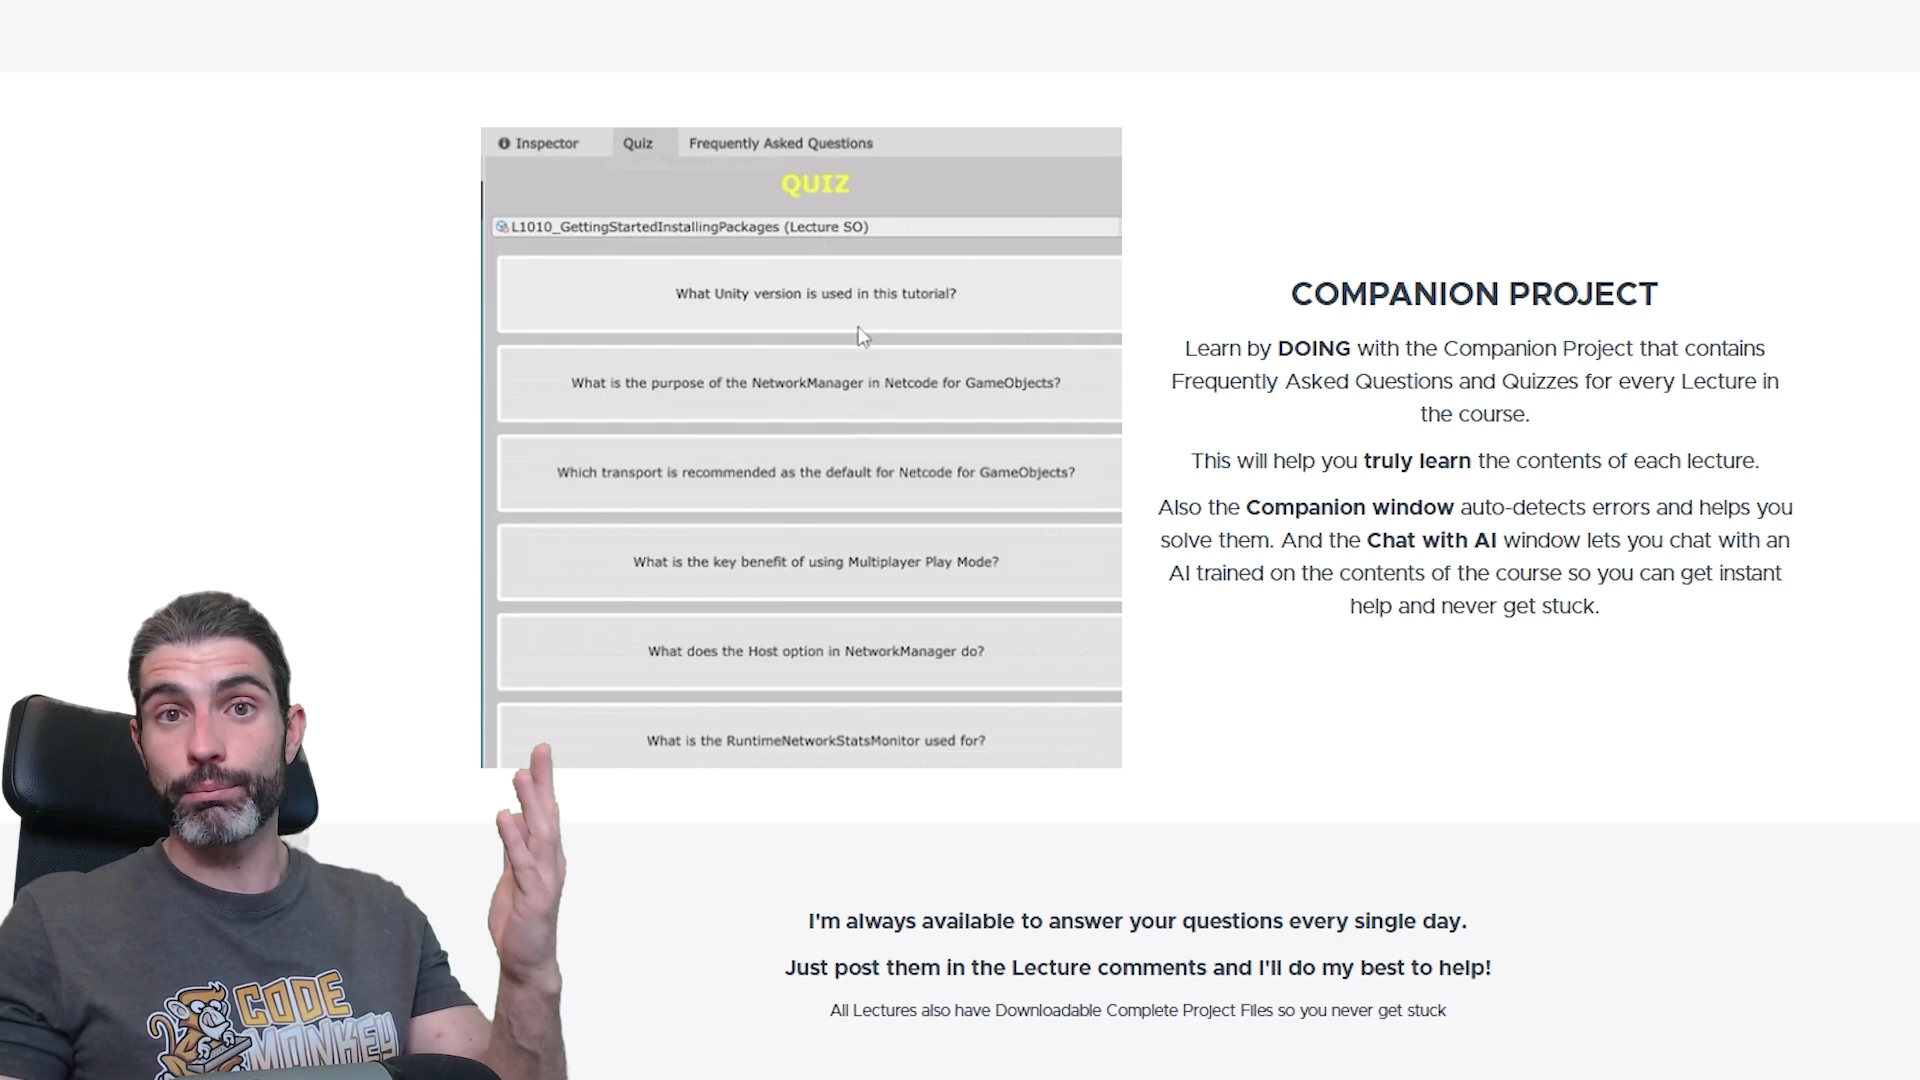 Inspector
Quiz
Frequently Asked Questions
QUIZ
L1010_GettingStartedInstallingPackages (Lecture SO)
What Unity version is used in this tutorial?
What is the purpose of the NetworkManager in Netcode for GameObjects?
Which transport is recommended as the default for Netcode for GameObjects?
What is the key benefit of using Multiplayer Play Mode?
What does the Host option in NetworkManager do?
What is the RuntimeNetworkStatsMonitor used for?
COMPANION PROJECT
Learn by DOING with the Companion Project that contains
Frequently Asked Questions and Quizzes for every Lecture in
the course.
This will help you truly learn the contents of each lecture.
Also the Companion window auto-detects errors and helps you
solve them. And the Chat with AI window lets you chat with an
AI trained on the contents of the course so you can get instant
help and never get stuck.
I'm always available to answer your questions every single day.
Just post them in the Lecture comments and I'll do my best to help!
All Lectures also have Downloadable Complete Project Files so you never get stuck
CODE
MONKEY